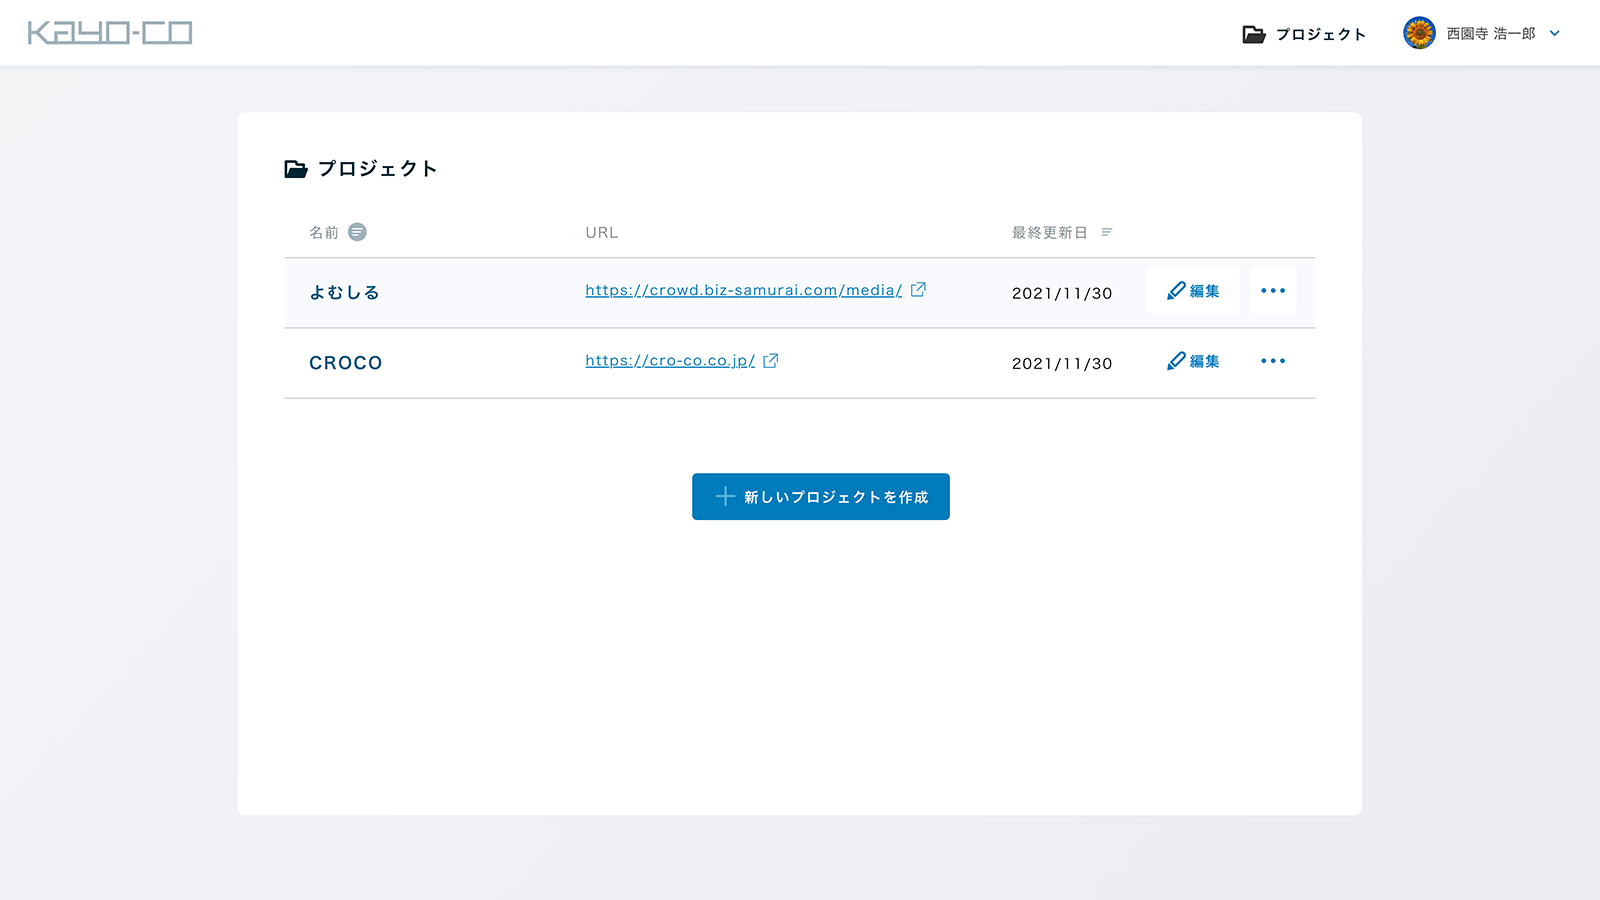 KAYO-CO
プロジェクト
西園寺 浩一郎
プロジェクト
名前
URL
最終更新日
よむしる
https://crowd.biz-samurai.com/media/
2021/11/30
編集
CROCO
https://cro-co.co.jp/
2021/11/30
編集
新しいプロジェクトを作成